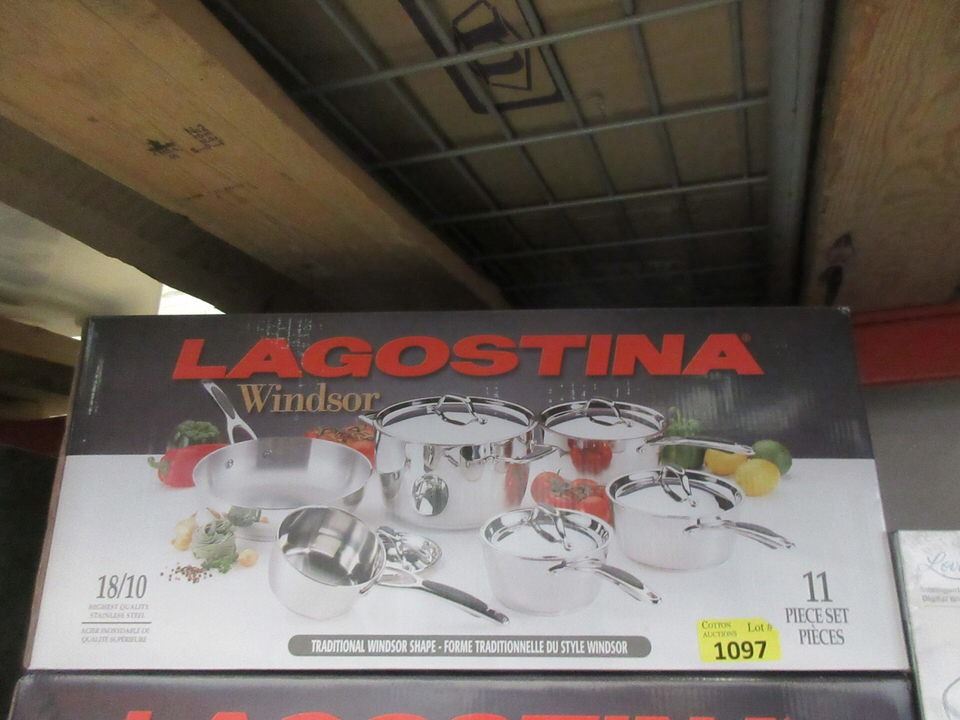 LAGOSTINA®
Windsor
18/10
HIGHEST QUALITY
STAINLESS STEEL
ACIER INOXYDABLE DE
QUALITÉ SUPÉRIEURE
TRADITIONAL WINDSOR SHAPE - FORME TRADITIONNELLE DU STYLE WINDSOR
COTTON
AUCTIONS
Lot #
1097
11
PIECE SET
PIÈCES
LAGOSTINA